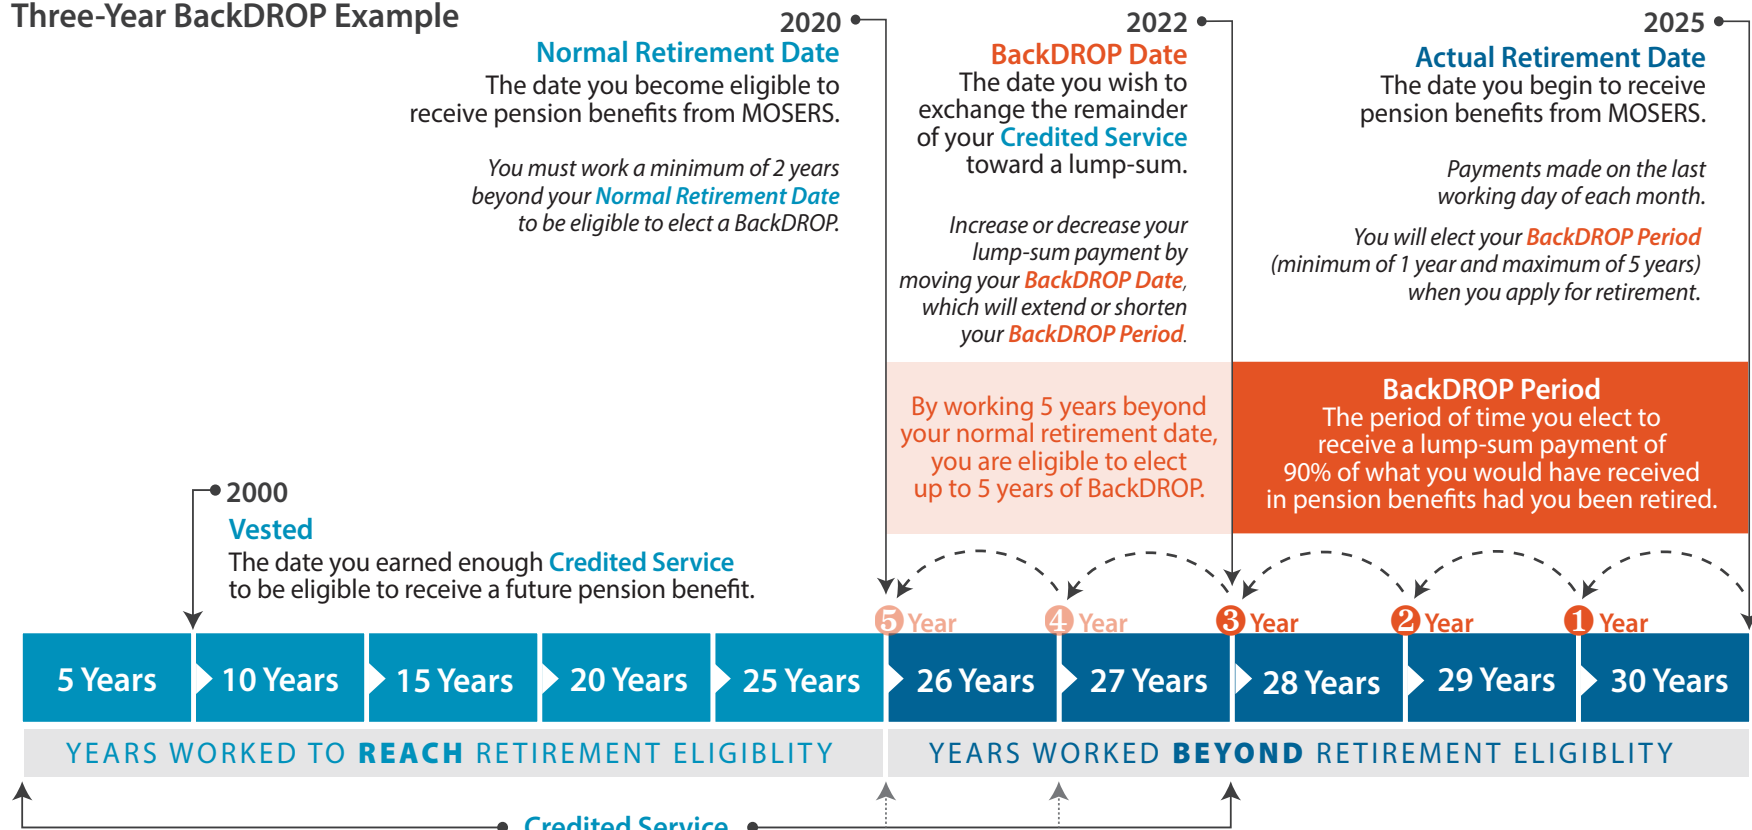 Three-Year BackDROP Example
2020
Normal Retirement Date
The date you become eligible to
receive pension benefits from MOSERS.
You must work a minimum of 2 years
beyond your Normal Retirement Date
to be eligible to elect a BackDROP.
2022
BackDROP Date
The date you wish to
exchange the remainder
of your Credited Service
toward a lump-sum.
Increase or decrease your
lump-sum payment by
moving your BackDROP Date,
which will extend or shorten
your BackDROP Period.
2025
Actual Retirement Date
The date you begin to receive
pension benefits from MOSERS.
Payments made on the last
working day of each month.
You will elect your BackDROP Period
(minimum of 1 year and maximum of 5 years)
when you apply for retirement.
By working 5 years beyond
your normal retirement date,
you are eligible to elect
up to 5 years of BackDROP.
BackDROP Period
The period of time you elect to
receive a lump-sum payment of
90% of what you would have received
in pension benefits had you been retired.
2000
Vested
The date you earned enough Credited Service
to be eligible to receive a future pension benefit.
5 Year
4 Year
3 Year
2 Year
1 Year
5 Years
10 Years
15 Years
20 Years
25 Years
26 Years
27 Years
28 Years
29 Years
30 Years
YEARS WORKED TO REACH RETIREMENT ELIGIBLITY
YEARS WORKED BEYOND RETIREMENT ELIGIBLITY
Credited Service